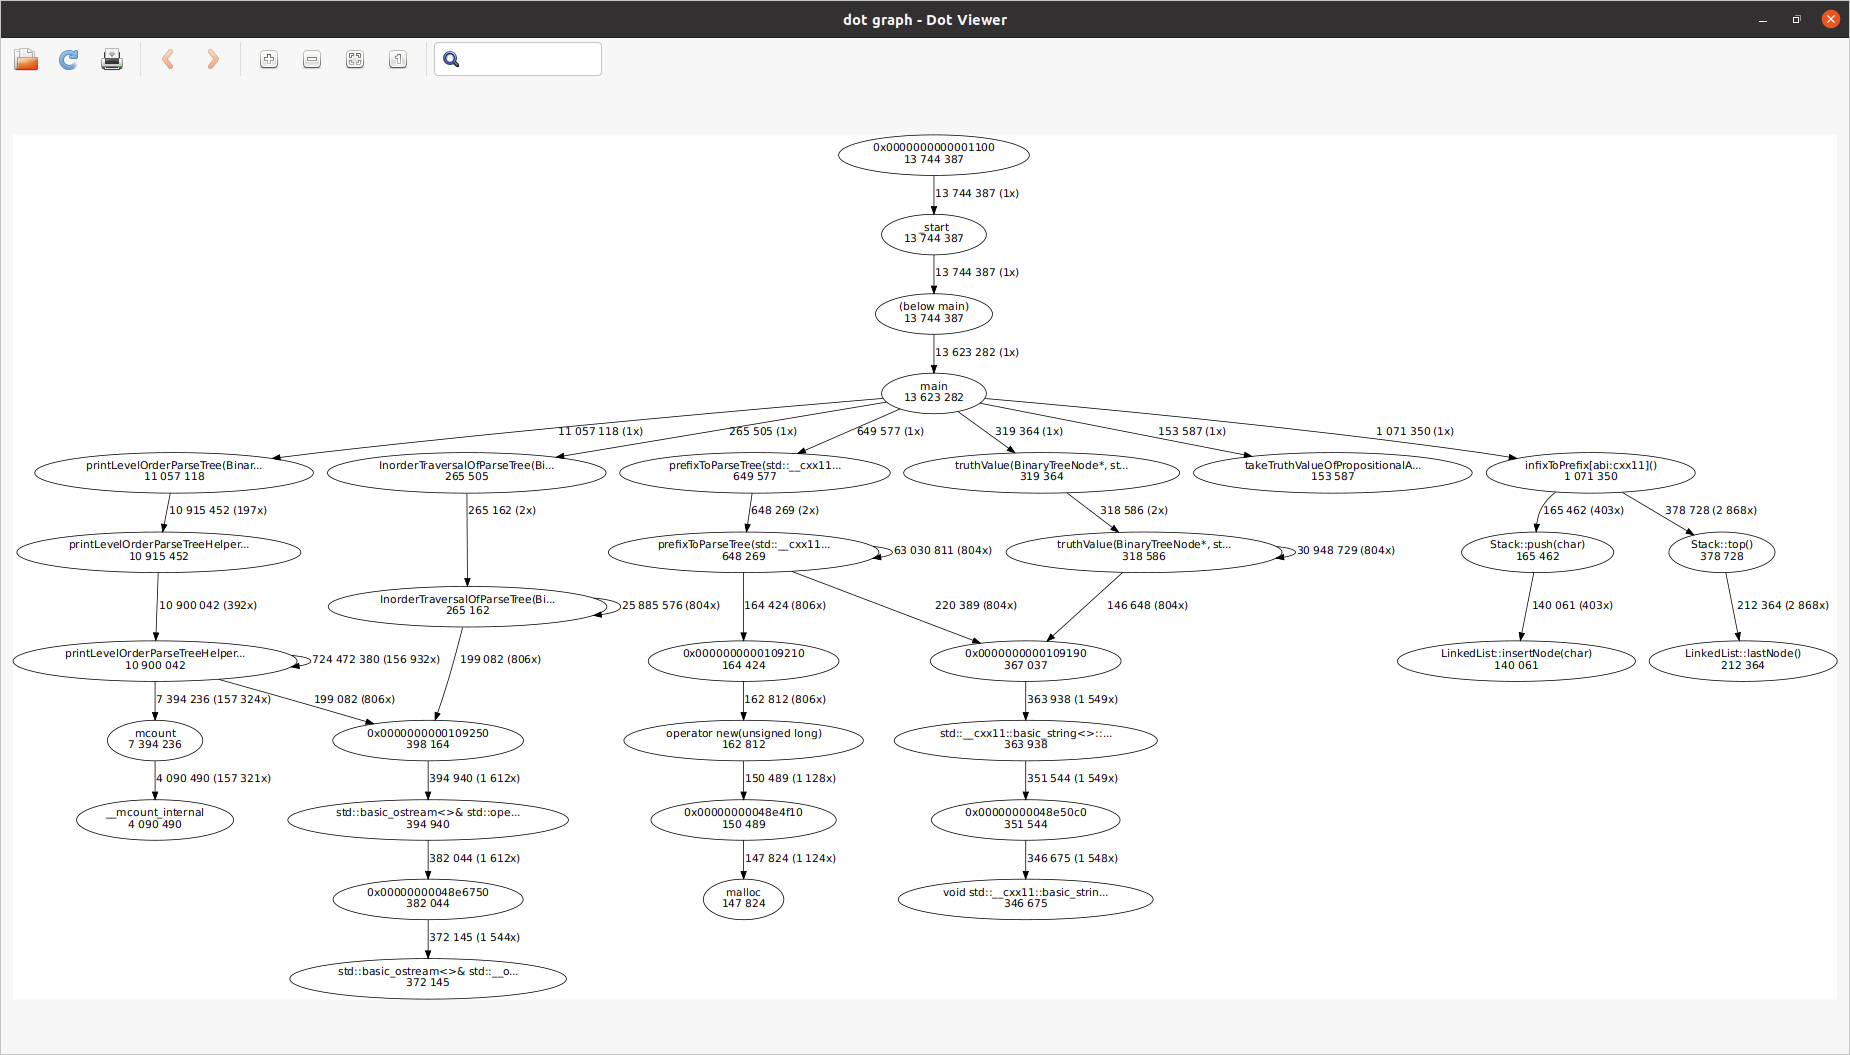 dot graph - Dot Viewer
0x0000000000001100
13 744 387
13 744 387 (1x)
_start
13 744 387
13 744 387 (1x)
(below main)
13 744 387
13 623 282 (1x)
main
13 623 282
11 057 118 (1x)
265 505 (1x)
649 577 (1x)
319 364 (1x)
153 587 (1x)
1 071 350 (1x)
printLevelOrderParseTree(Binar...
11 057 118
InorderTraversalOfParseTree(Bi...
265 505
prefixToParseTree(std::__cxx11...
649 577
truthValue(BinaryTreeNode*, st...
319 364
takeTruthValueOfPropositionalA...
153 587
infixToPrefix[abi:cxx11]()
1 071 350
10 915 452 (197x)
265 162 (2x)
648 269 (2x)
318 586 (2x)
165 462 (403x)
378 728 (2 868x)
printLevelOrderParseTreeHelper...
10 915 452
prefixToParseTree(std::__cxx11...
648 269
63 030 811 (804x)
truthValue(BinaryTreeNode*, st...
318 586
30 948 729 (804x)
Stack::push(char)
165 462
Stack::top()
378 728
10 900 042 (392x)
InorderTraversalOfParseTree(Bi...
265 162
25 885 576 (804x)
164 424 (806x)
220 389 (804x)
146 648 (804x)
140 061 (403x)
212 364 (2 868x)
printLevelOrderParseTreeHelper...
10 900 042
724 472 380 (156 932x)
199 082 (806x)
0x0000000000109210
164 424
0x0000000000109190
367 037
LinkedList::insertNode(char)
140 061
LinkedList::lastNode()
212 364
7 394 236 (157 324x)
199 082 (806x)
162 812 (806x)
363 938 (1 549x)
mcount
7 394 236
0x0000000000109250
398 164
operator new(unsigned long)
162 812
std::__cxx11::basic_string<>::...
363 938
4 090 490 (157 321x)
394 940 (1 612x)
150 489 (1 128x)
351 544 (1 549x)
__mcount_internal
4 090 490
std::basic_ostream<>& std::ope...
394 940
0x00000000048e4f10
150 489
0x00000000048e50c0
351 544
382 044 (1 612x)
147 824 (1 124x)
346 675 (1 548x)
0x00000000048e6750
382 044
malloc
147 824
void std::__cxx11::basic_strin...
346 675
372 145 (1 544x)
std::basic_ostream<>& std::__o...
372 145